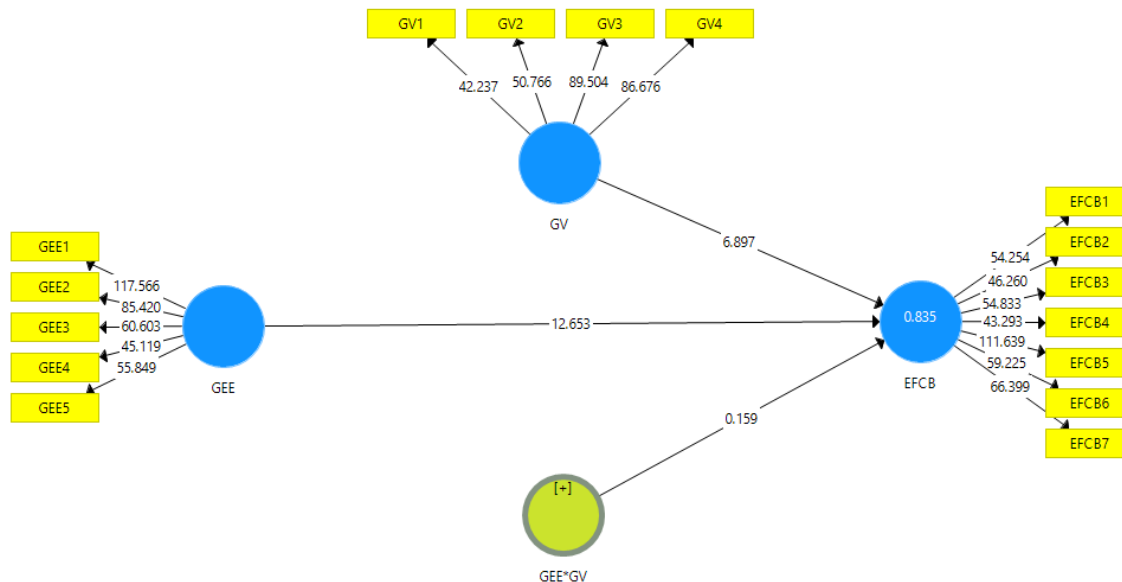 GV1 GV2 GV3 GV4
42.237 50.766 89.504 86.676
GV
6.897
GEE1
GEE2
GEE3
GEE4
GEE5
117.566
85.420
60.603
45.119
55.849
GEE
12.653
0.835
EFCB
54.254
46.260
54.833
43.293
111.639
59.225
66.399
EFCB1
EFCB2
EFCB3
EFCB4
EFCB5
EFCB6
EFCB7
0.159
[+]
GEE*GV